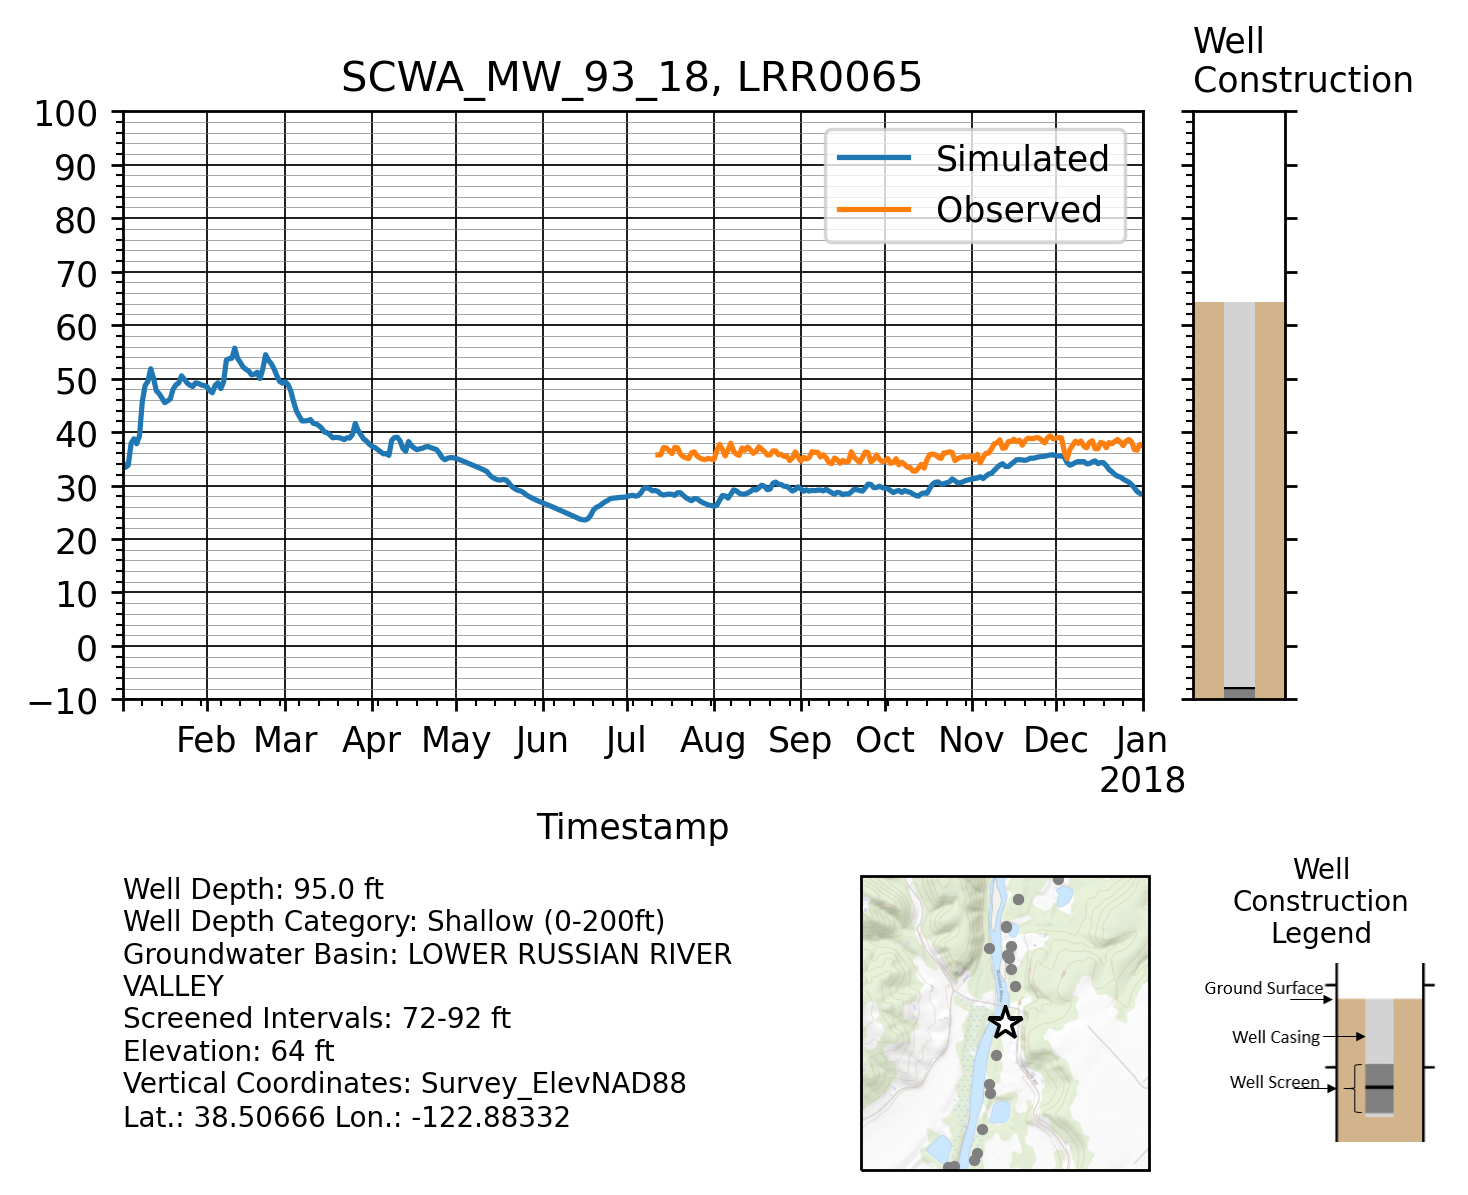 Well
Construction
SCWA_MW_93_18, LRR0065
100
90
80
70
60
50
40
30
20
10
0
−10
Simulated
Observed
Feb Mar Apr May Jun Jul Aug Sep Oct Nov Dec Jan
2018
Timestamp
Well Depth: 95.0 ft
Well Depth Category: Shallow (0-200ft)
Groundwater Basin: LOWER RUSSIAN RIVER
VALLEY
Screened Intervals: 72-92 ft
Elevation: 64 ft
Vertical Coordinates: Survey_ElevNAD88
Lat.: 38.50666 Lon.: -122.88332
Well
Construction
Legend
Ground Surface
Well Casing
Well Screen